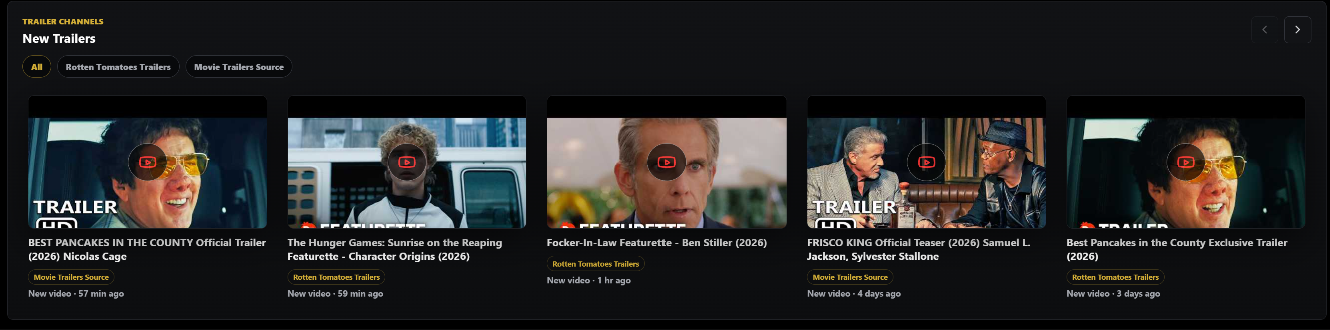 TRAILER CHANNELS
New Trailers
All
Rotten Tomatoes Trailers
Movie Trailers Source
TRAILER
HD
BEST PANCAKES IN THE COUNTY Official Trailer
(2026) Nicolas Cage
Movie Trailers Source
New video · 57 min ago
FEATURETTE
The Hunger Games: Sunrise on the Reaping
Featurette - Character Origins (2026)
Rotten Tomatoes Trailers
New video · 59 min ago
FEATURETTE
Focker-In-Law Featurette - Ben Stiller (2026)
Rotten Tomatoes Trailers
New video · 1 hr ago
TRAILER
HD
FRISCO KING Official Teaser (2026) Samuel L.
Jackson, Sylvester Stallone
Movie Trailers Source
New video · 4 days ago
TRAILER
Best Pancakes in the County Exclusive Trailer
(2026)
Rotten Tomatoes Trailers
New video · 3 days ago